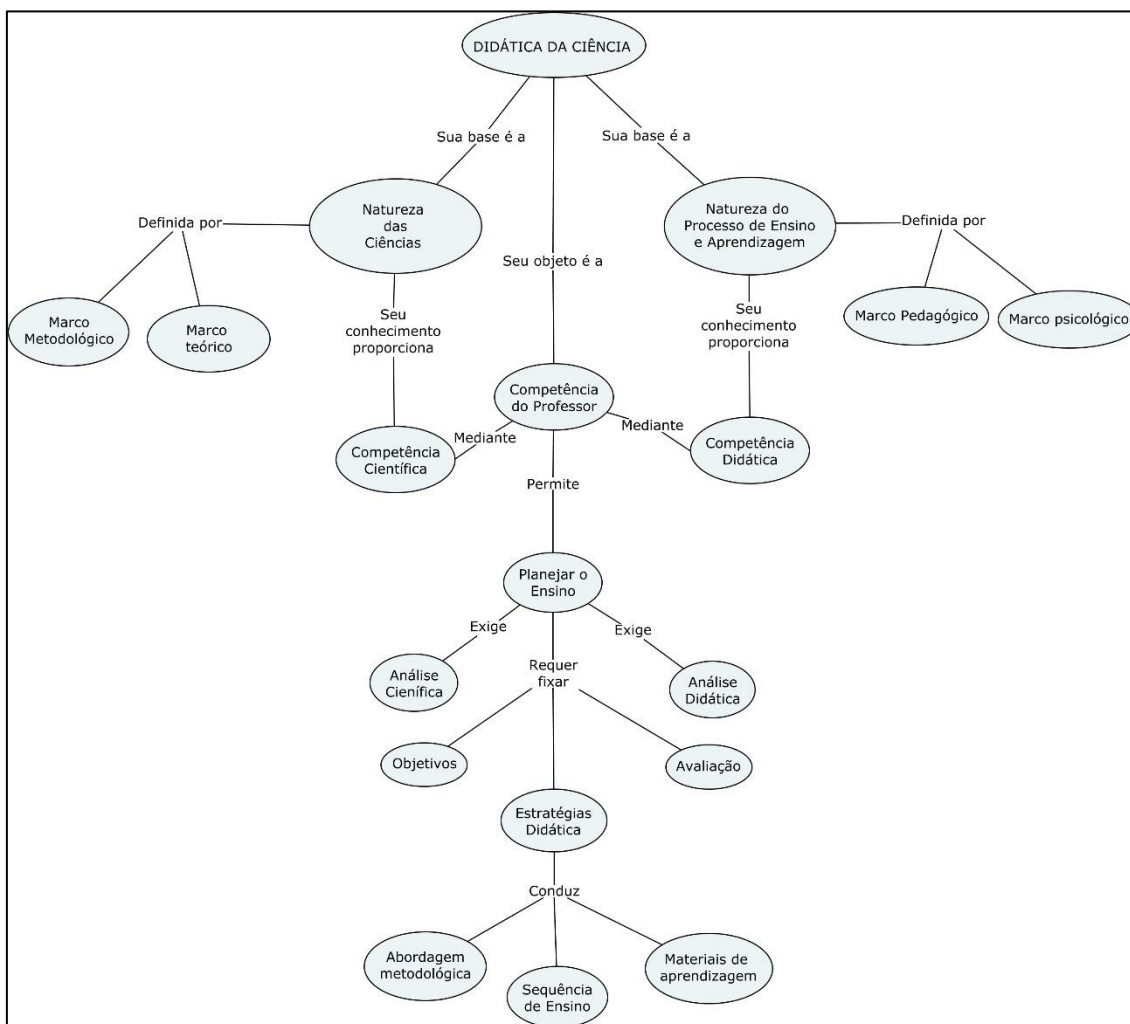 DIDÁTICA DA CIÊNCIA
Sua base é a
Sua base é a
Natureza
das
Ciências
Natureza do
Processo de Ensino
e Aprendizagem
Definida por
Definida por
Seu objeto é a
Marco
Metodológico
Marco
teórico
Seu
conhecimento
proporciona
Seu
conhecimento
proporciona
Marco Pedagógico
Marco psicológico
Competência
do Professor
Mediante
Mediante
Competência
Científica
Competência
Didática
Permite
Planejar o
Ensino
Exige
Exige
Análise
Cienífica
Requer
fixar
Análise
Didática
Objetivos
Avaliação
Estratégias
Didática
Conduz
Abordagem
metodológica
Sequência
de Ensino
Materiais de
aprendizagem